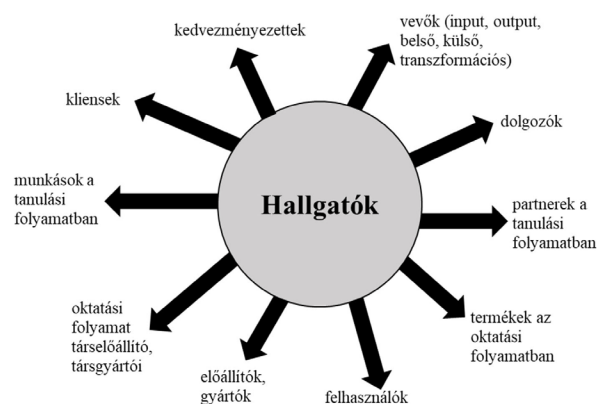 kedvezményezettek
vevők (input, output,
belső, külső,
transzformációs)
kliensek
dolgozók
munkások a
tanulási
folyamatban
Hallgatók
partnerek a
tanulási
folyamatban
oktatási
folyamat
társelőállító,
társgyártói
termékek az
oktatási
folyamatban
előállítók,
gyártók
felhasználók